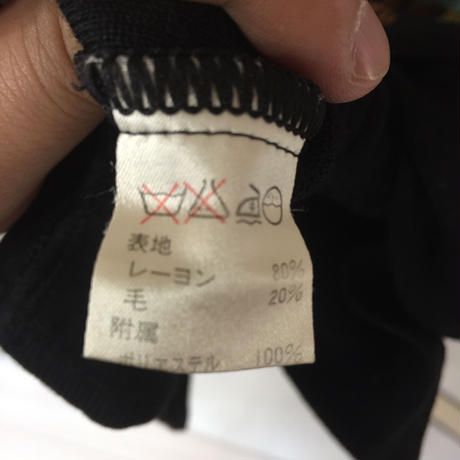 表地
レーヨン 80%
毛 20%
附属
ポリエステル 100%